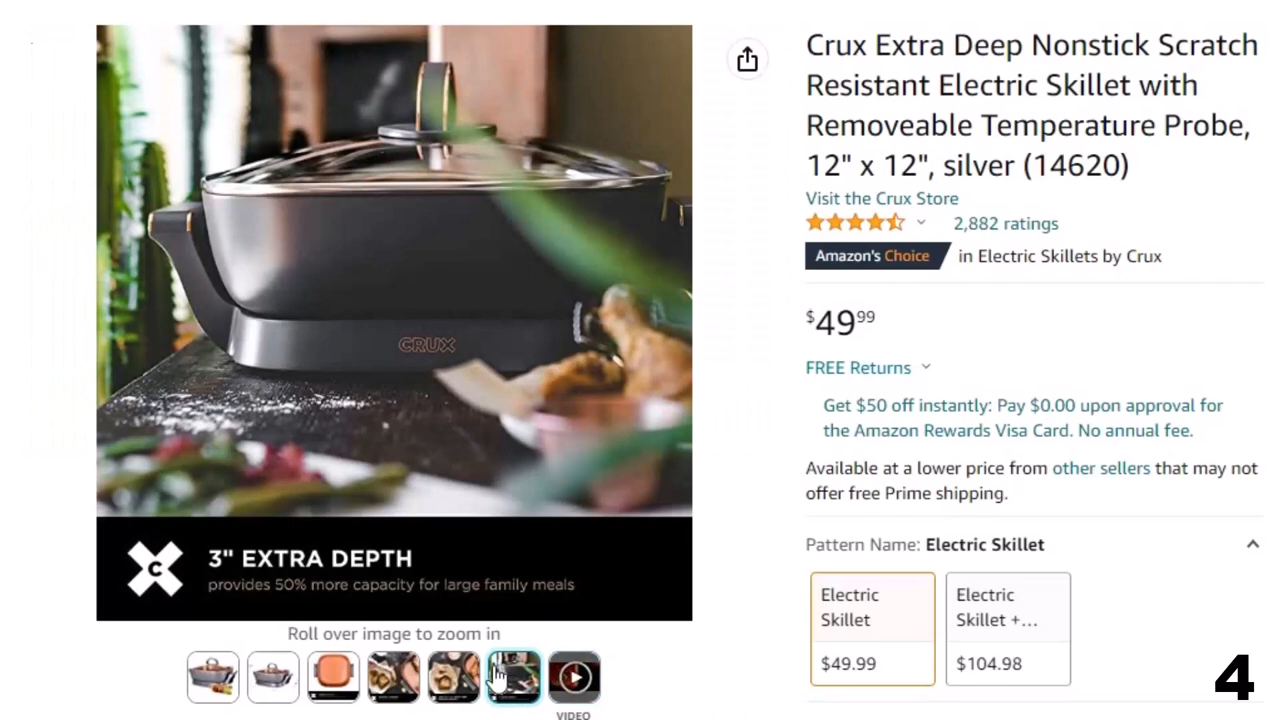 Crux Extra Deep Nonstick Scratch
Resistant Electric Skillet with
Removeable Temperature Probe,
12" x 12", silver (14620)
Visit the Crux Store
2,882 ratings
Amazon's Choice in Electric Skillets by Crux
$49 99
FREE Returns
Get $50 off instantly: Pay $0.00 upon approval for
the Amazon Rewards Visa Card. No annual fee.
Available at a lower price from other sellers that may not
offer free Prime shipping.
Pattern Name: Electric Skillet
Electric
Skillet
$49.99
Electric
Skillet +...
$104.98
CRUX
C
3" EXTRA DEPTH
provides 50% more capacity for large family meals
Roll over image to zoom in
VIDEO
4